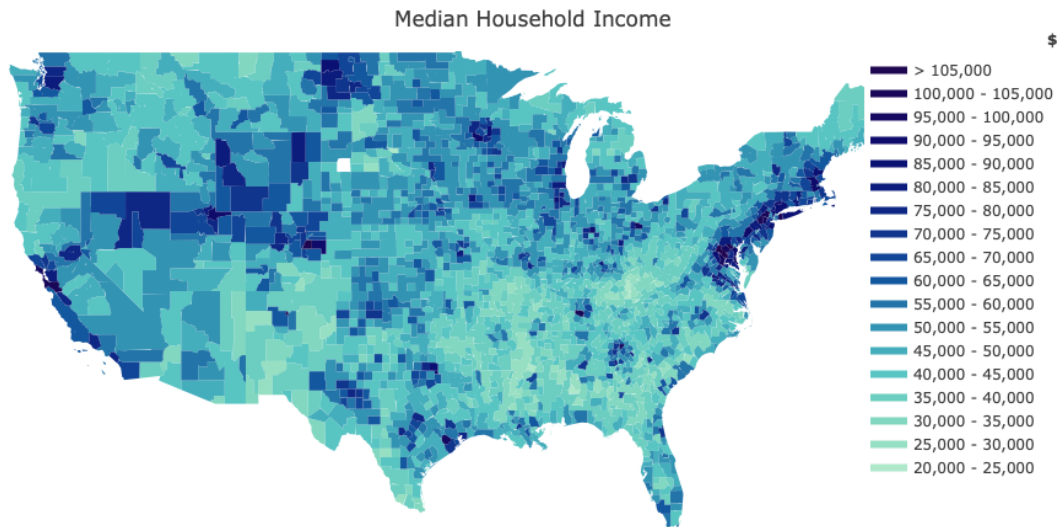 Median Household Income
$
> 105,000
100,000 - 105,000
95,000 - 100,000
90,000 - 95,000
85,000 - 90,000
80,000 - 85,000
75,000 - 80,000
70,000 - 75,000
65,000 - 70,000
60,000 - 65,000
55,000 - 60,000
50,000 - 55,000
45,000 - 50,000
40,000 - 45,000
35,000 - 40,000
30,000 - 35,000
25,000 - 30,000
20,000 - 25,000